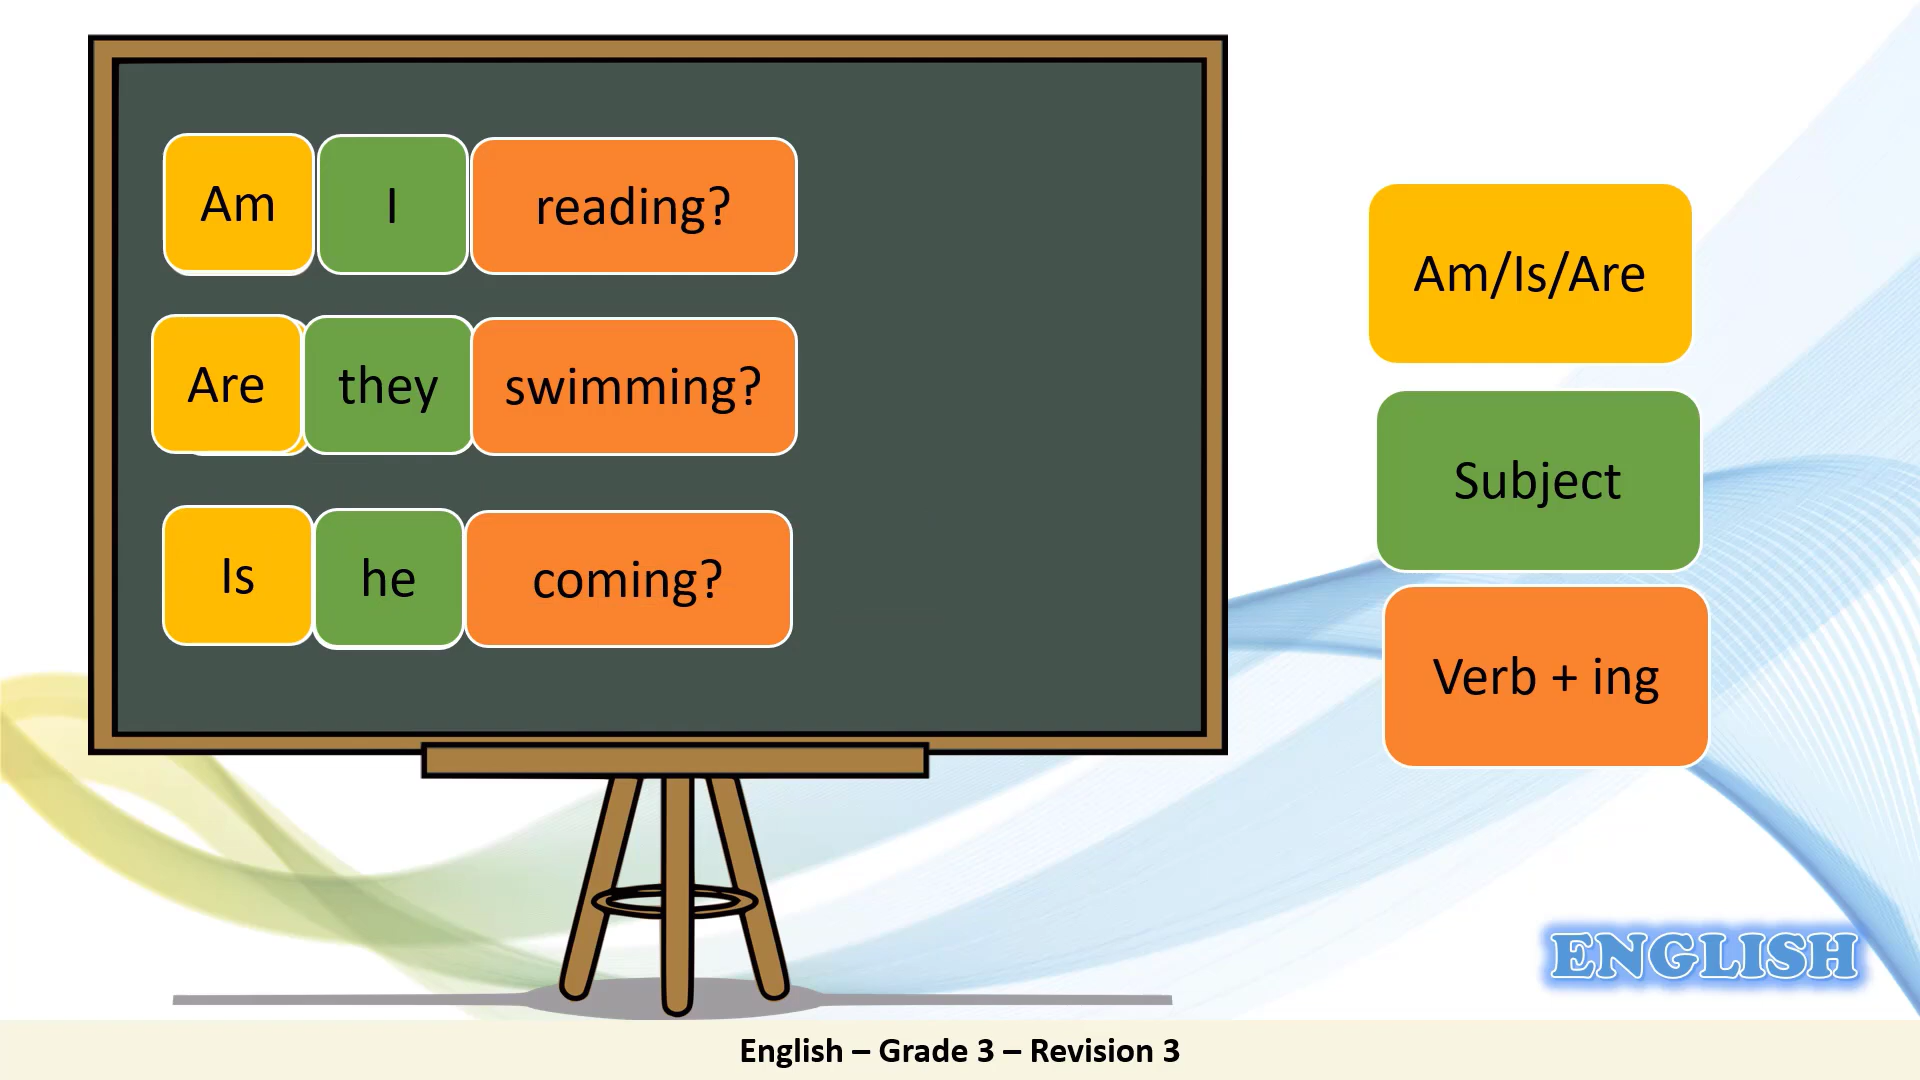 Am I reading?
Are they swimming?
Is he coming?
Am/Is/Are
Subject
Verb + ing
ENGLISH
English – Grade 3 – Revision 3